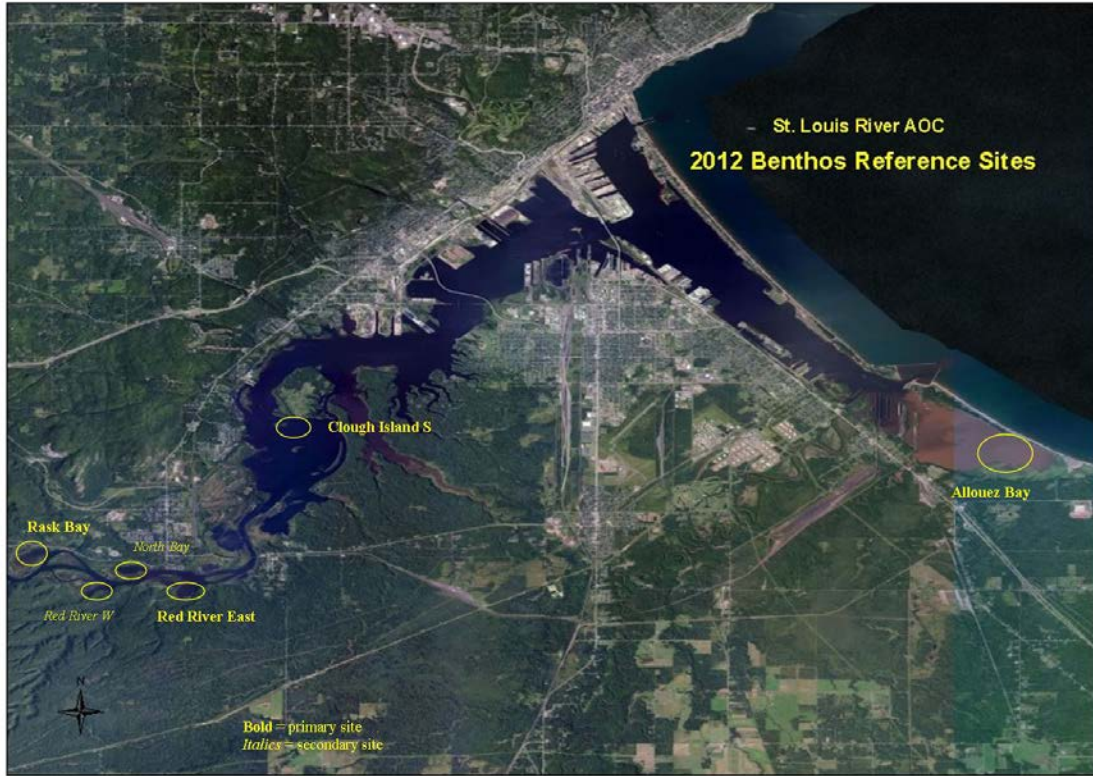 – St. Louis River AOC
2012 Benthos Reference Sites
Clough Island S
Allouez Bay
Rask Bay
North Bay
Red River W
Red River East
N
Bold = primary site
Italics = secondary site